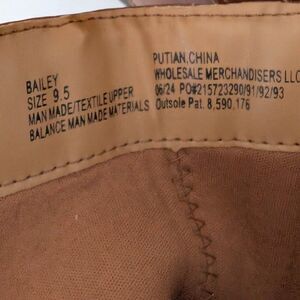 BAILEY
SIZE 9.5
MAN MADE/TEXTILE UPPER
BALANCE MAN MADE MATERIALS
PUTIAN,CHINA
WHOLESALE MERCHANDISERS LLC
06/24 PO#215723290/91/92/93
Outsole Pat. 8,590,176